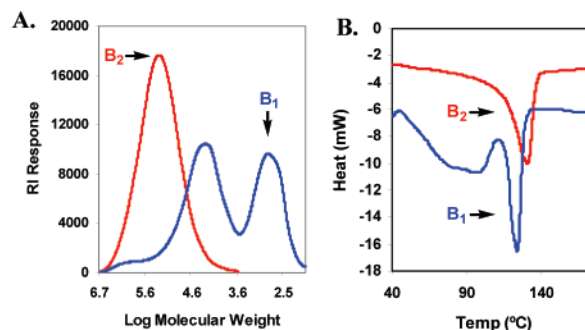 A.
20000
16000
12000
8000
4000
0
RI Response
B₂
B₁
6.7 5.6 4.6 3.6 2.5
Log Molecular Weight
B.
-0
-2
-4
-6
-8
-10
-12
-14
-16
-18
Heat (mW)
B₂
B₁
40 90 140
Temp (ºC)